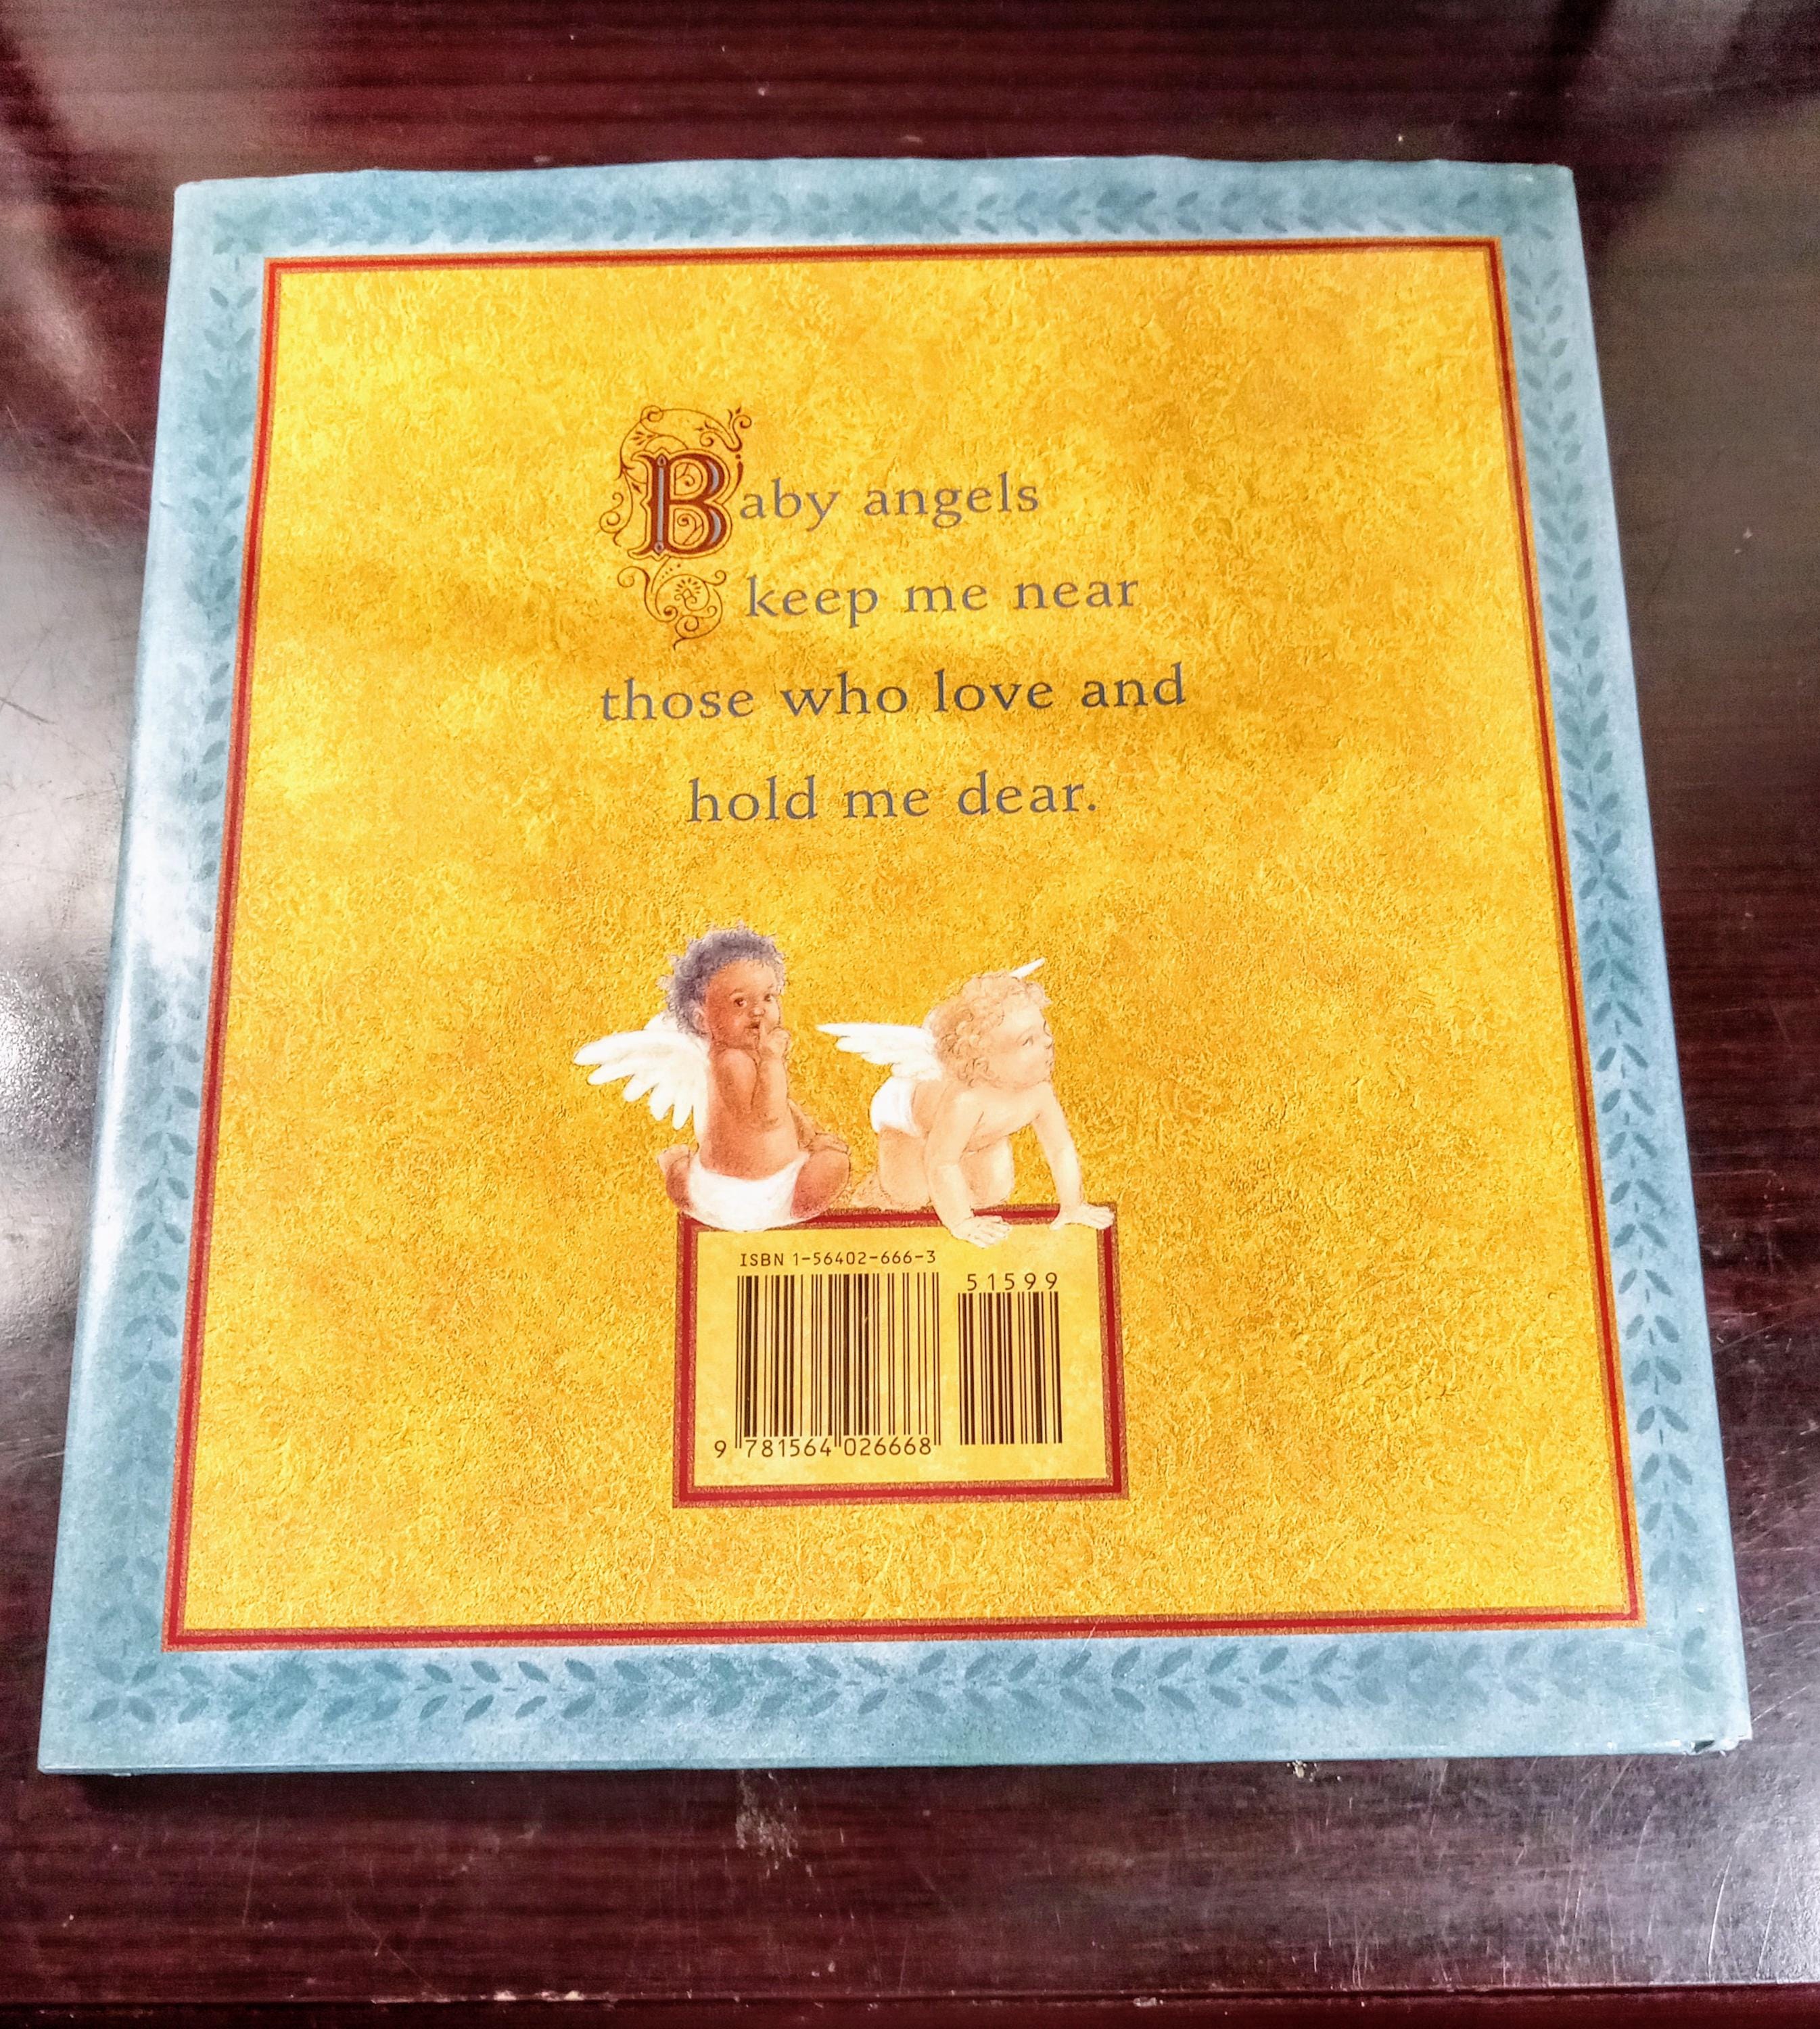 Baby angels
keep me near
those who love and
hold me dear.
ISBN 1-56402-666-3
51599
9 781564 026668